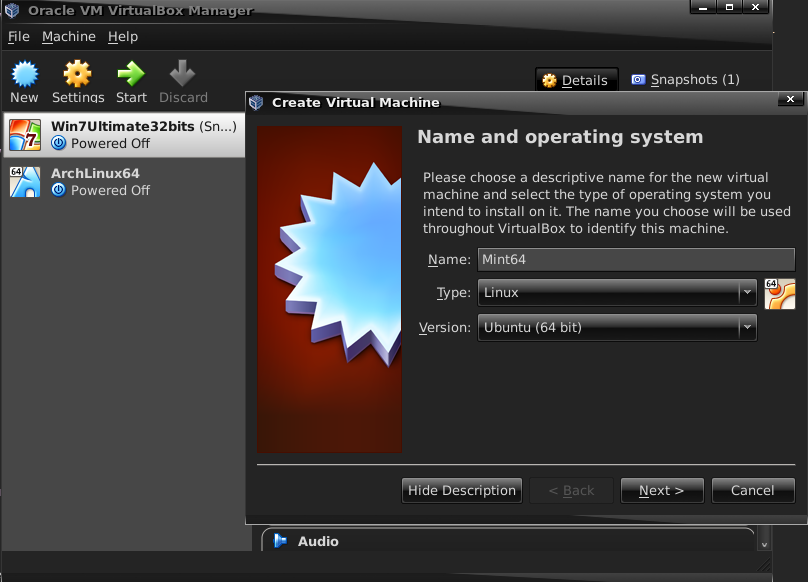 Oracle VM VirtualBox Manager
File Machine Help
New Settings Start Discard
Details Snapshots (1)
Win7Ultimate32bits (Sn...)
Powered Off
64 ArchLinux64
Powered Off
Create Virtual Machine
Name and operating system
Please choose a descriptive name for the new virtual
machine and select the type of operating system you
intend to install on it. The name you choose will be used
throughout VirtualBox to identify this machine.
Name: Mint64
Type: Linux 64
Version: Ubuntu (64 bit)
Hide Description < Back Next > Cancel
Audio